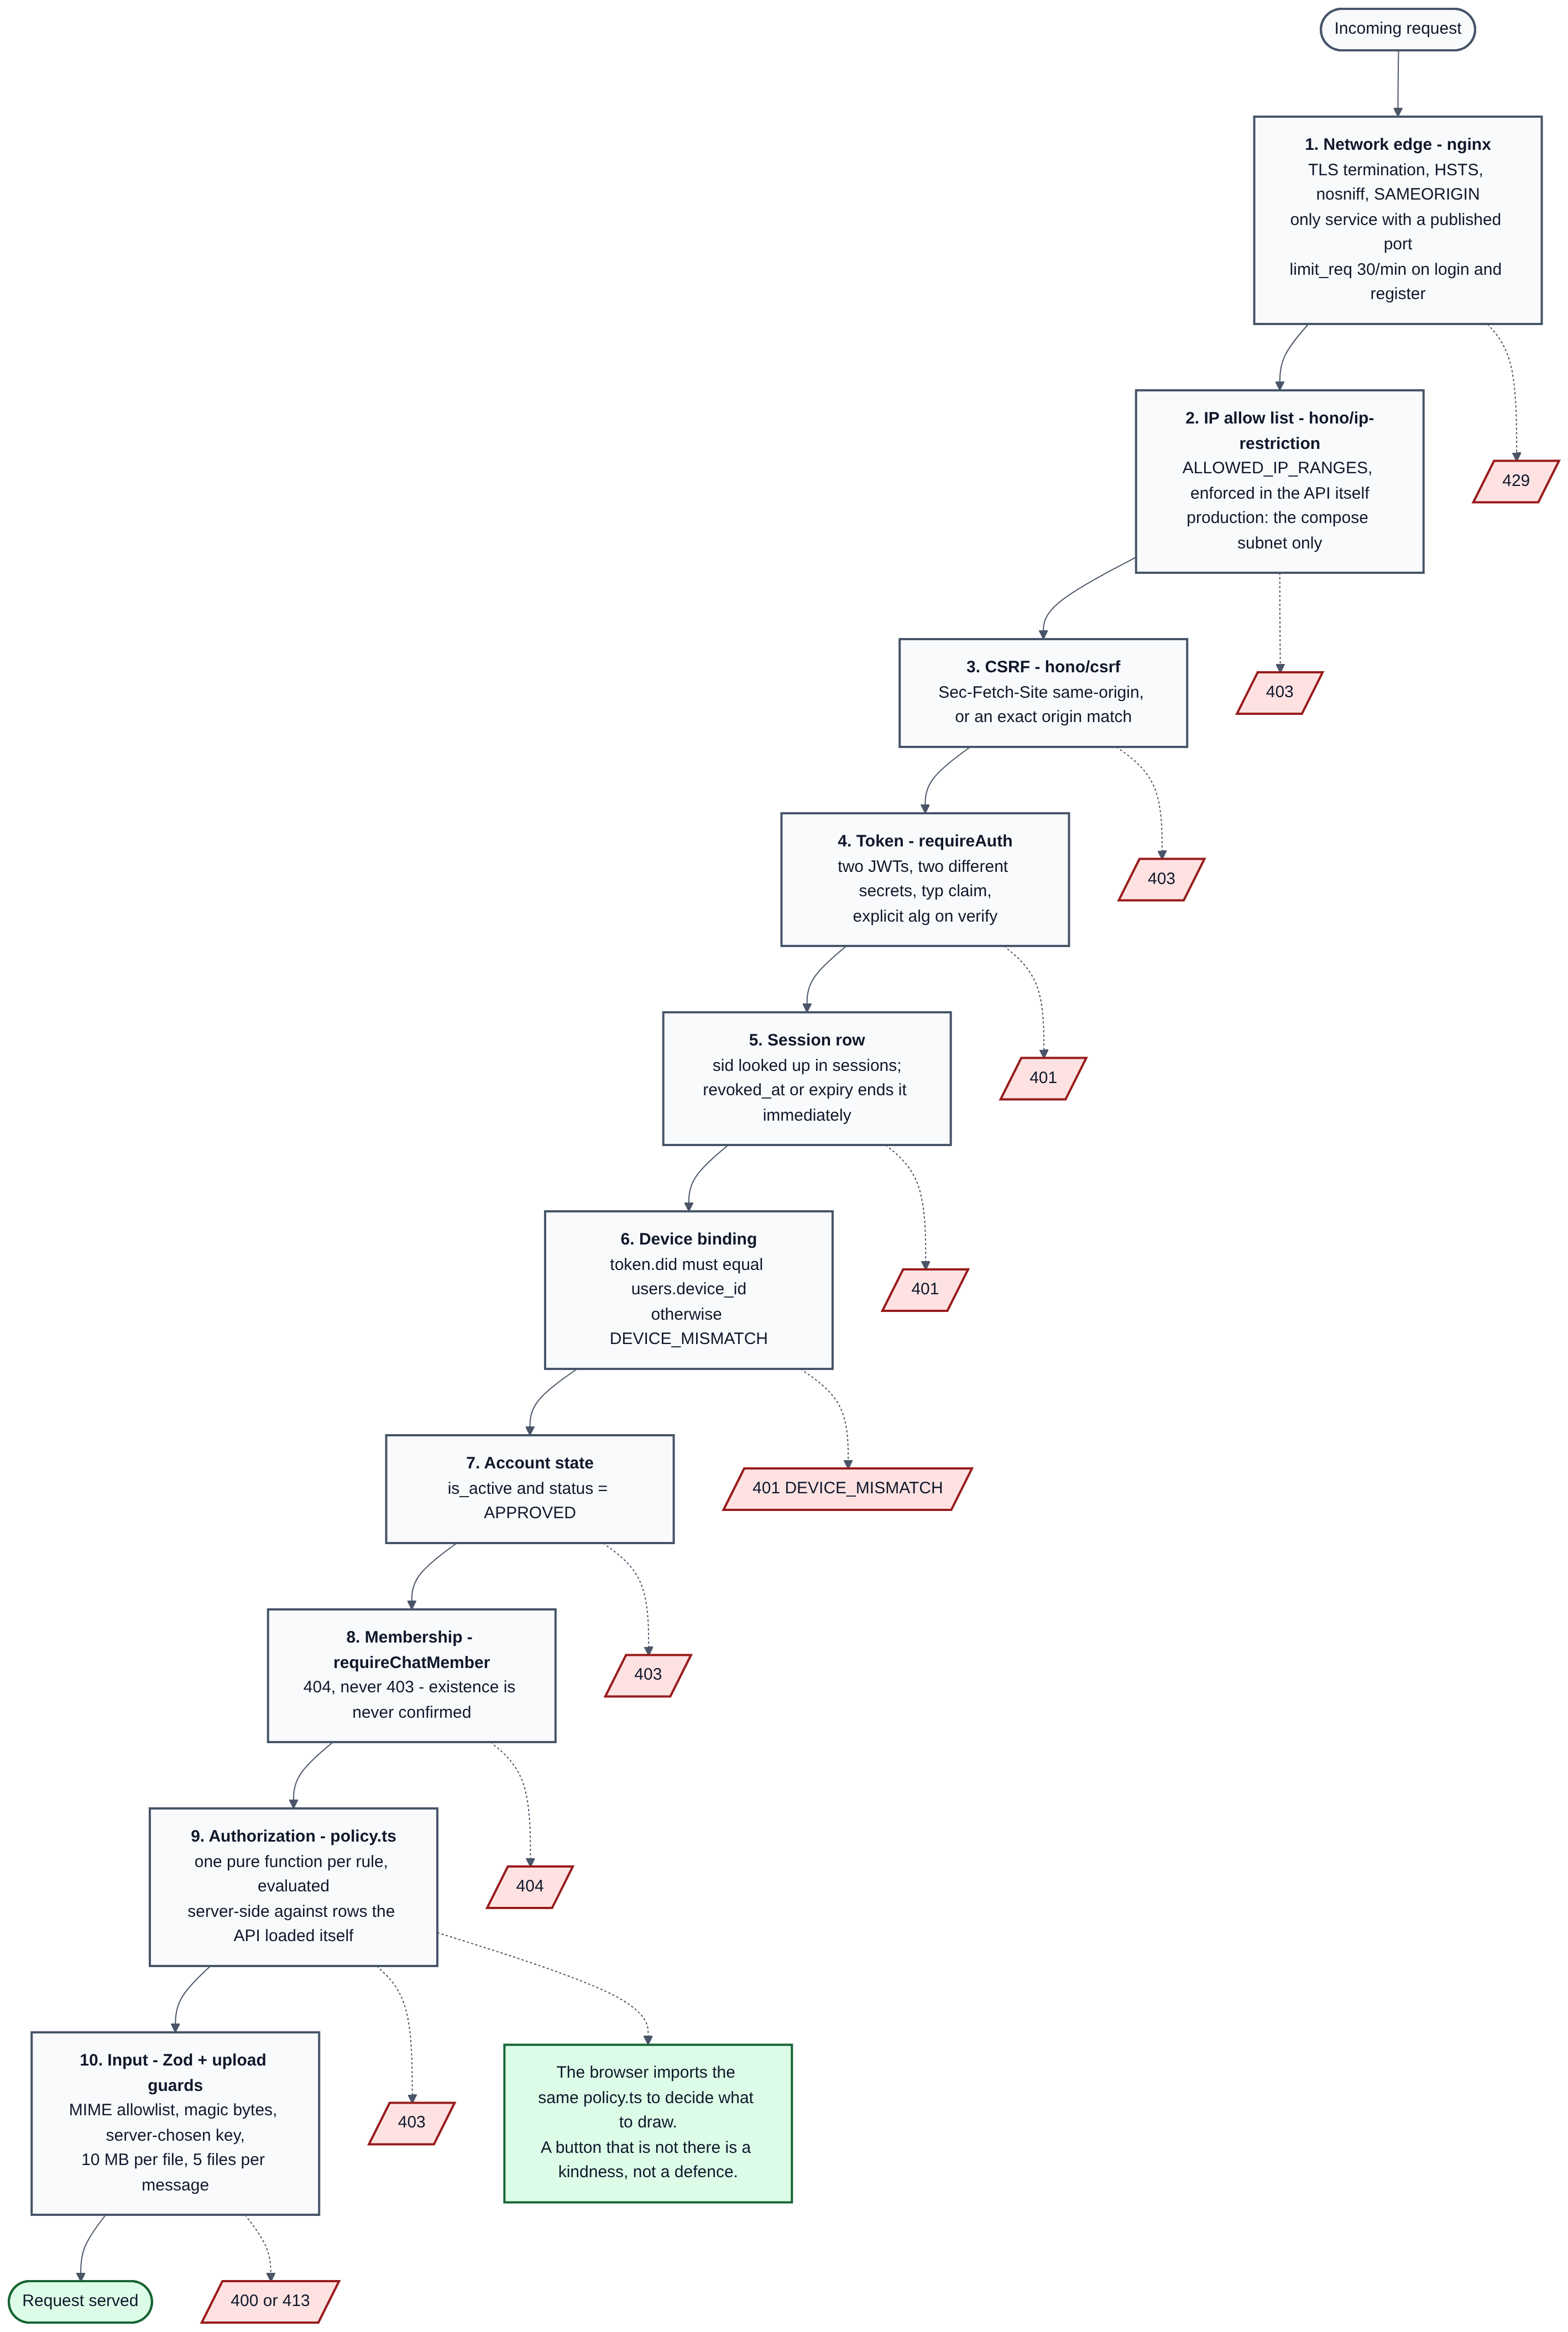 Incoming request
1. Network edge - nginx
TLS termination, HSTS,
nosniff, SAMEORIGIN
only service with a published
port
limit_req 30/min on login and
register
2. IP allow list - hono/ip-
restriction
ALLOWED_IP_RANGES,
enforced in the API itself
production: the compose
subnet only
429
3. CSRF - hono/csrf
Sec-Fetch-Site same-origin,
or an exact origin match
403
4. Token - requireAuth
two JWTs, two different
secrets, typ claim,
explicit alg on verify
403
5. Session row
sid looked up in sessions;
revoked_at or expiry ends it
immediately
401
6. Device binding
token.did must equal
users.device_id
otherwise
DEVICE_MISMATCH
401
7. Account state
is_active and status =
APPROVED
401 DEVICE_MISMATCH
8. Membership -
requireChatMember
404, never 403 - existence is
never confirmed
403
9. Authorization - policy.ts
one pure function per rule,
evaluated
server-side against rows the
API loaded itself
404
10. Input - Zod + upload
guards
MIME allowlist, magic bytes,
server-chosen key,
10 MB per file, 5 files per
message
403
The browser imports the
same policy.ts to decide what
to draw.
A button that is not there is a
kindness, not a defence.
Request served
400 or 413